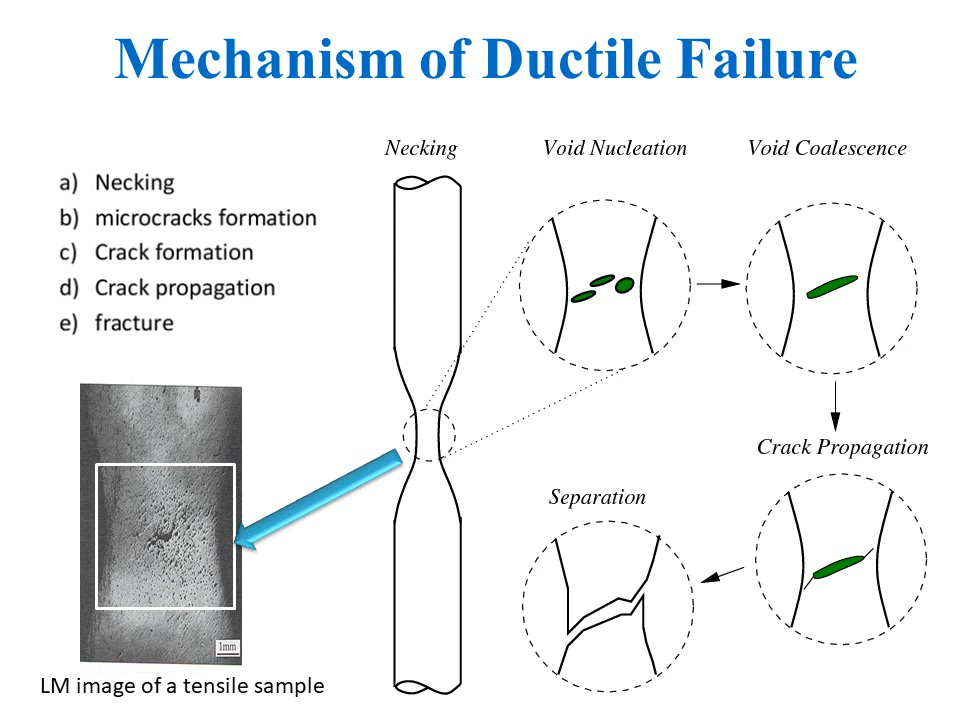 Mechanism of Ductile Failure
a) Necking
b) microcracks formation
c) Crack formation
d) Crack propagation
e) fracture
Necking
Void Nucleation
Void Coalescence
Crack Propagation
Separation
1mm
LM image of a tensile sample